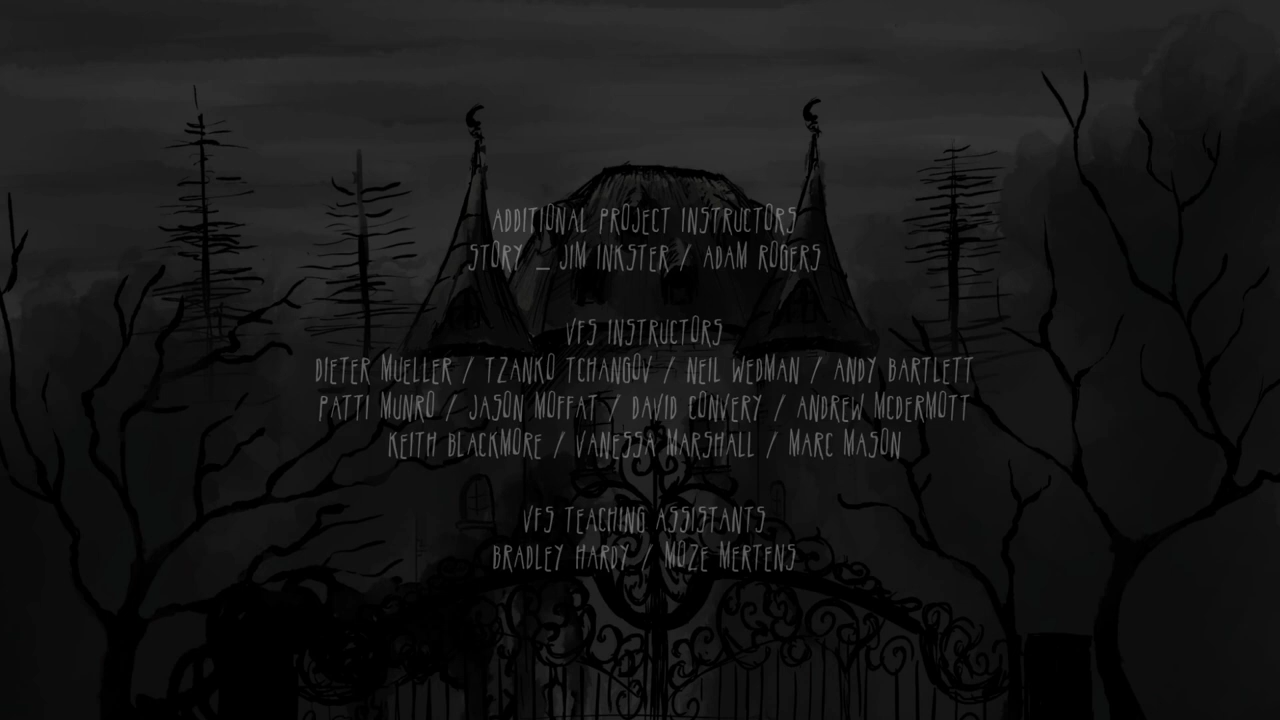 ADDITIONAL PROJECT INSTRUCTORS
STORY _ JIM INKSTER / ADAM ROGERS
VFS INSTRUCTORS
DIETER MUELLER / TZANKO TCHANGOV / NEIL WEDMAN / ANDY BARTLETT
PATTI MUNRO / JASON MOFFAT / DAVID CONVERY / ANDREW MCDERMOTT
KEITH BLACKMORE / VANESSA MARSHALL / MARC MASON
VFS TEACHING ASSISTANTS
BRADLEY HARDY / MOZE MERTENS